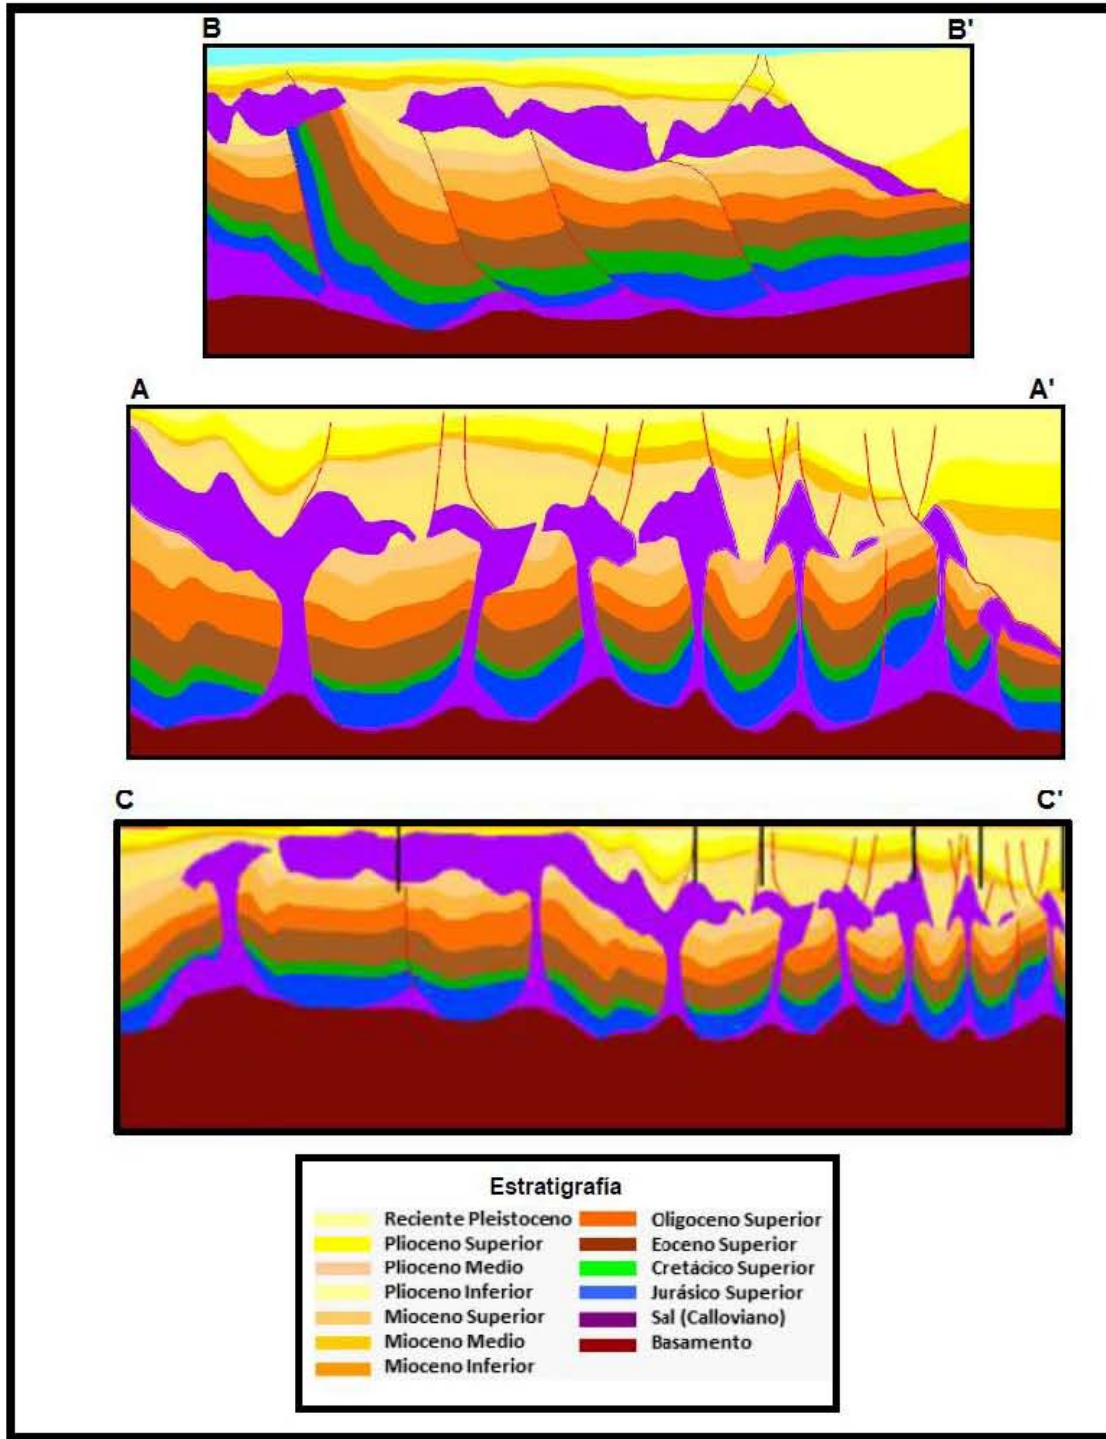 B B'
A A'
C C'
Estratigrafía
Reciente Pleistoceno Oligoceno Superior
Plioceno Superior Eoceno Superior
Plioceno Medio Cretácico Superior
Plioceno Inferior Jurásico Superior
Mioceno Superior Sal (Calloviano)
Mioceno Medio Basamento
Mioceno Inferior